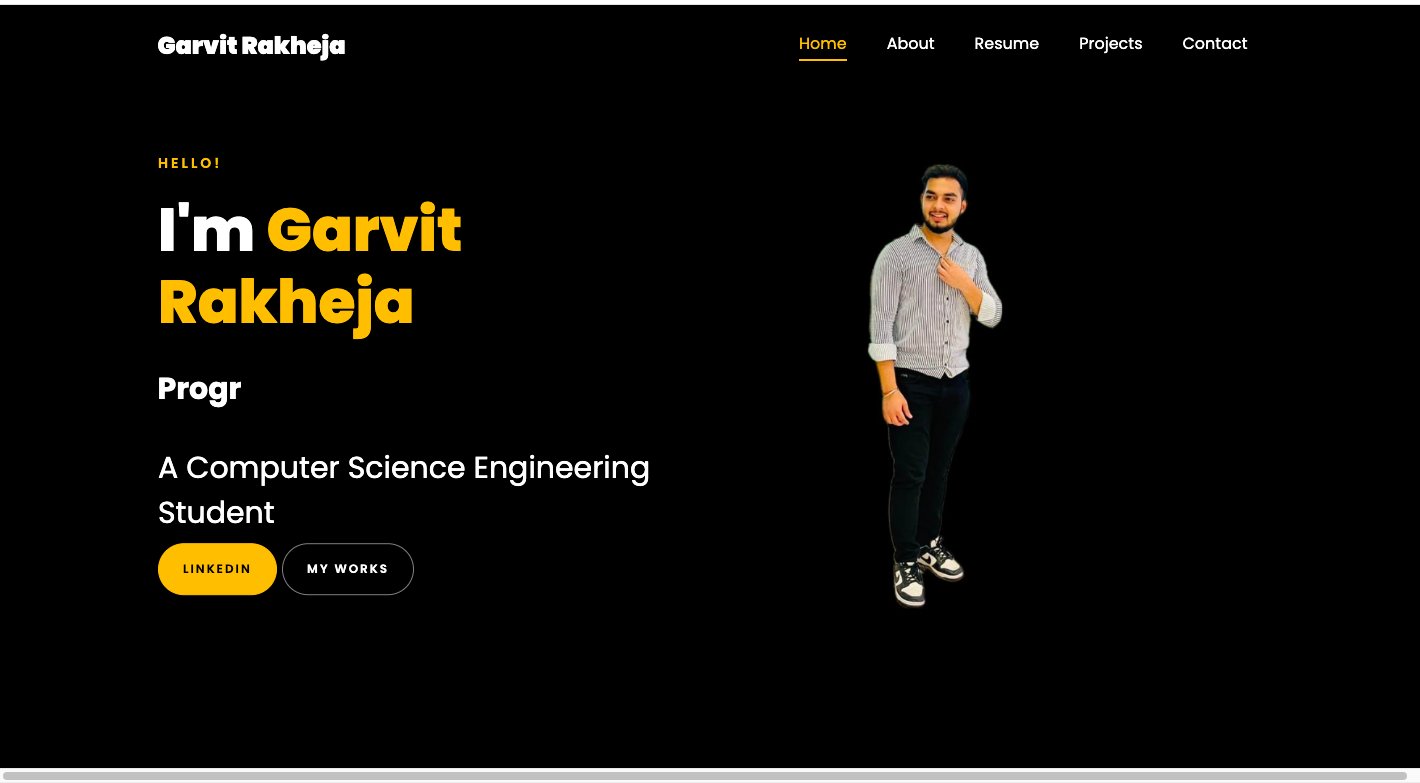 Garvit Rakheja
Home About Resume Projects Contact
HELLO!
I'm Garvit
Rakheja
Progr
A Computer Science Engineering
Student
LINKEDIN MY WORKS